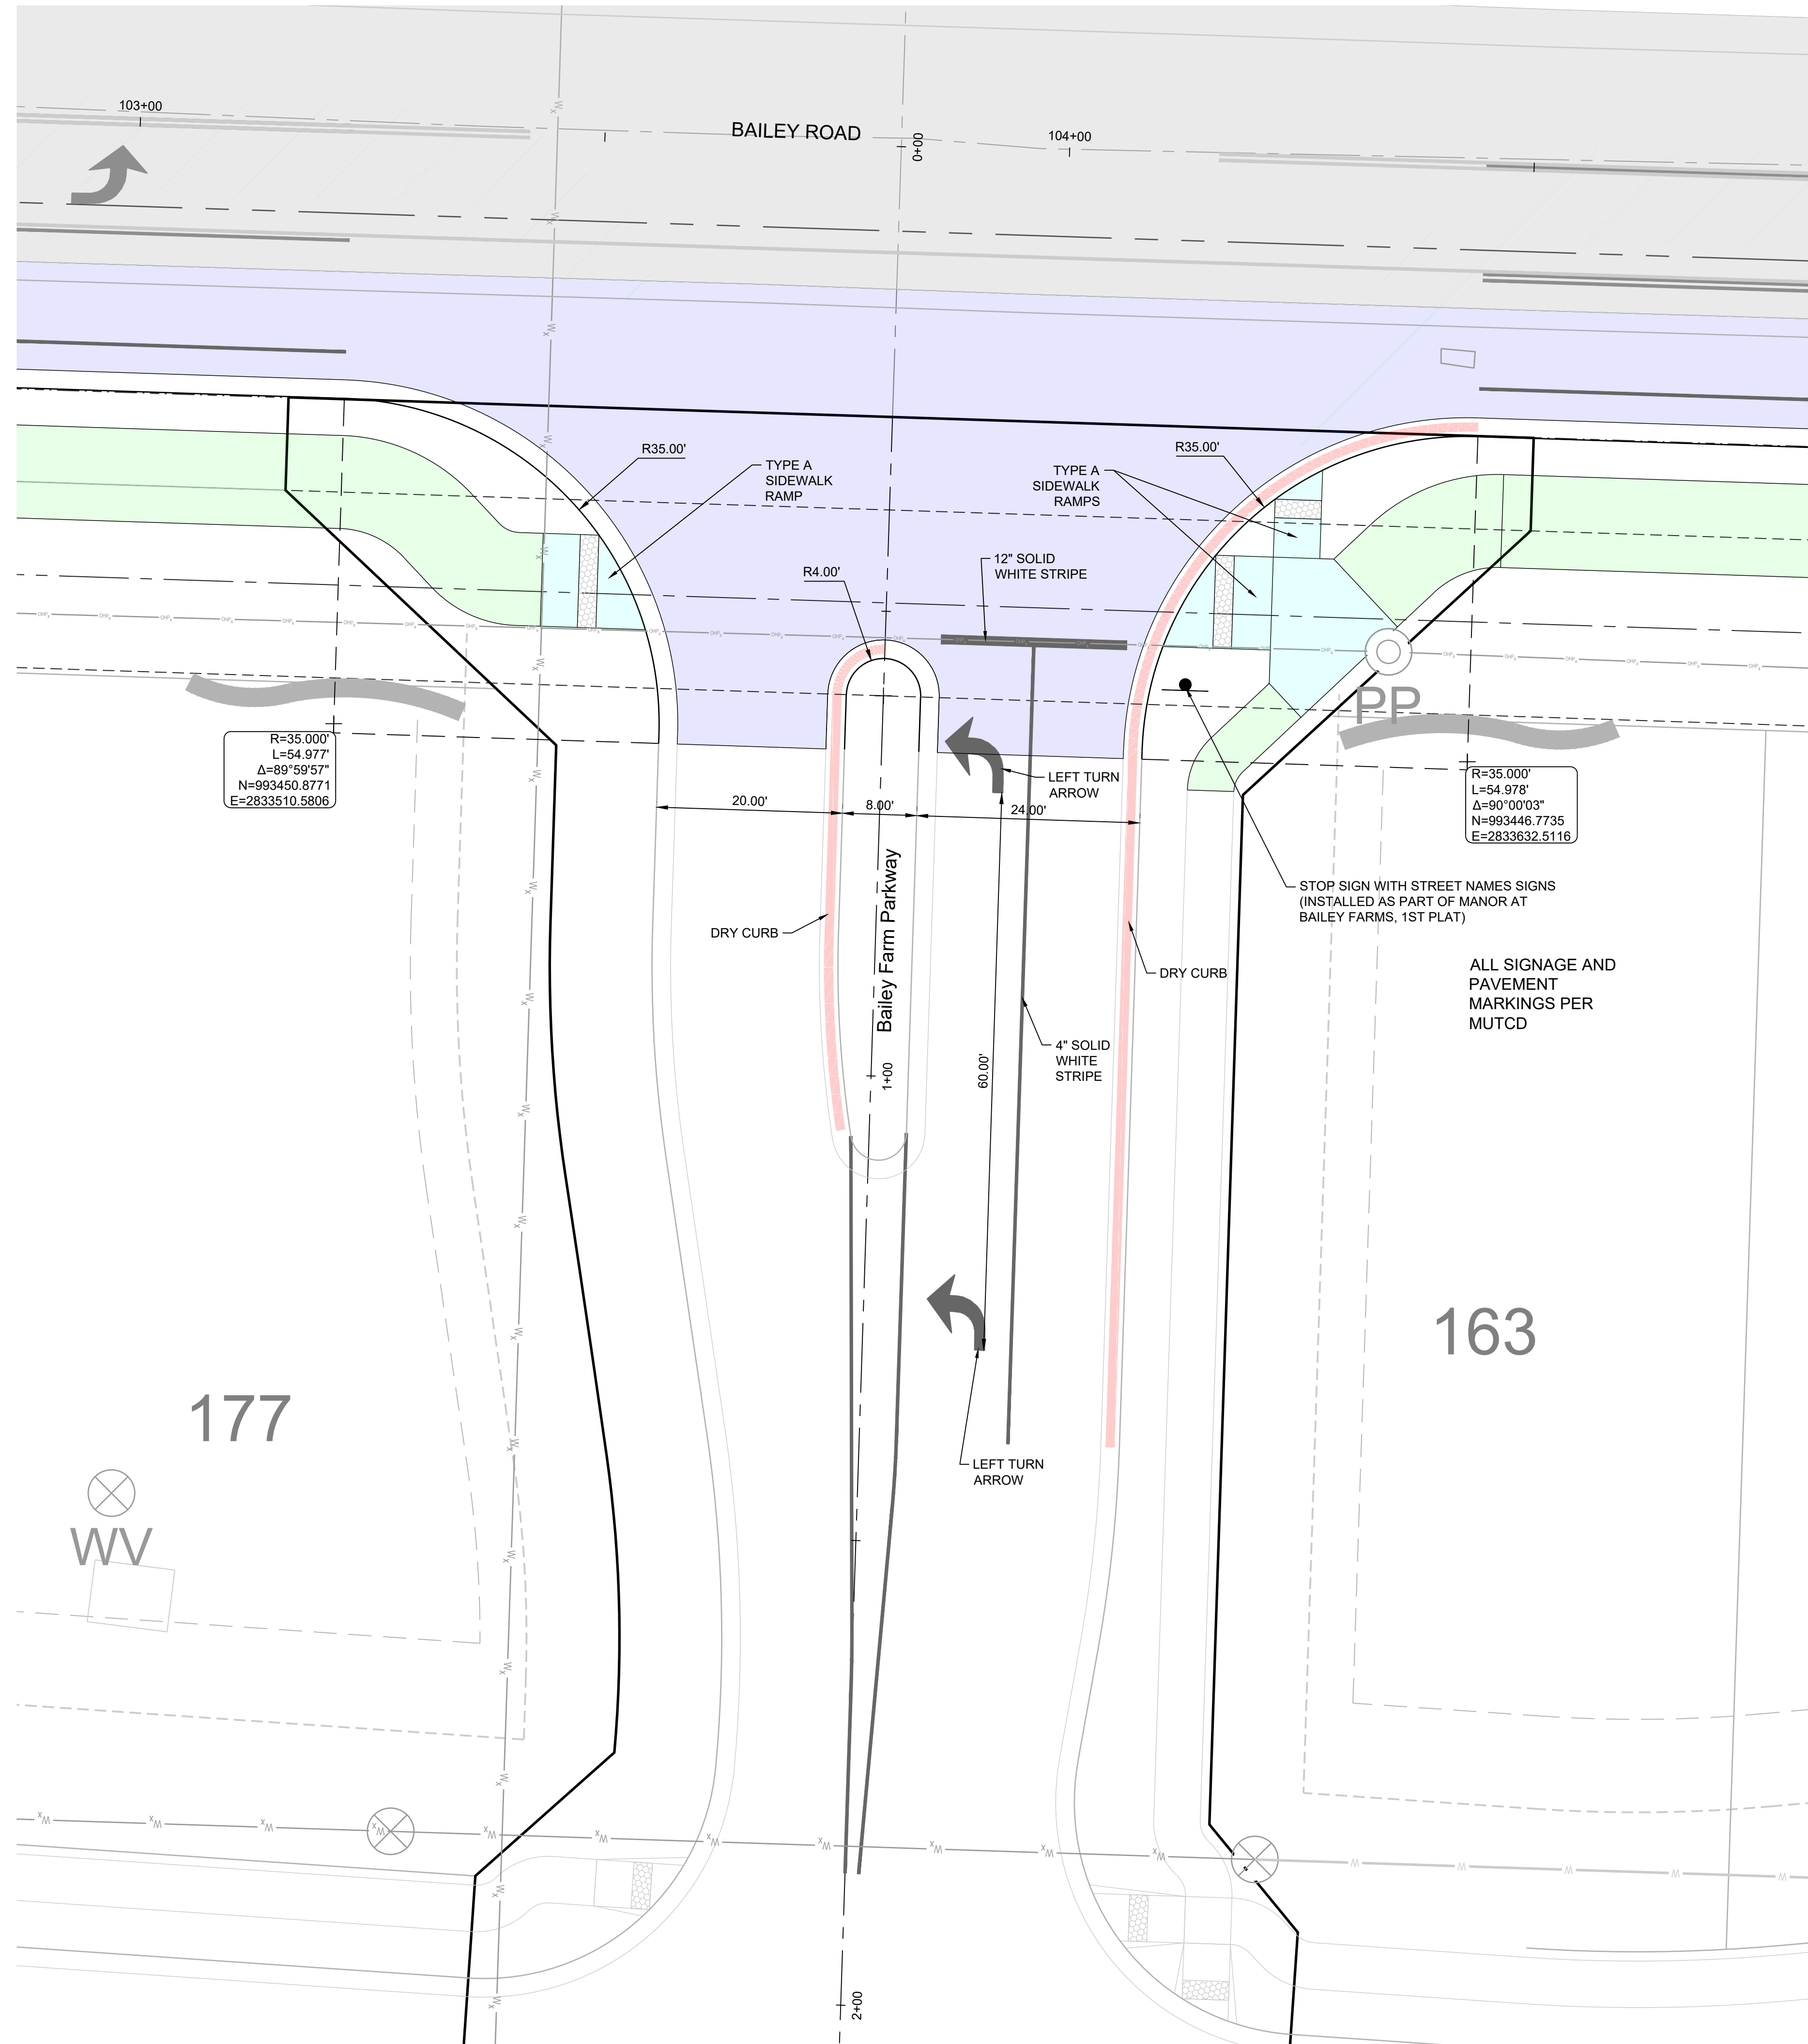 103+00
BAILEY ROAD
0+00
104+00
R35.00'
TYPE A
SIDEWALK
RAMP
R35.00'
TYPE A
SIDEWALK
RAMPS
12" SOLID
WHITE STRIPE
R4.00'
PP
R=35.000'
L=54.977'
Δ=89°59'57"
N=993450.8771
E=2833510.5806
R=35.000'
L=54.978'
Δ=90°00'03"
N=993446.7735
E=2833632.5116
LEFT TURN
ARROW
20.00'
8.00'
24.00'
STOP SIGN WITH STREET NAMES SIGNS
(INSTALLED AS PART OF MANOR AT
BAILEY FARMS, 1ST PLAT)
DRY CURB
Bailey Farm Parkway
DRY CURB
ALL SIGNAGE AND
PAVEMENT
MARKINGS PER
MUTCD
4" SOLID
WHITE
STRIPE
60.00'
1+00
163
177
LEFT TURN
ARROW
WV
2+00